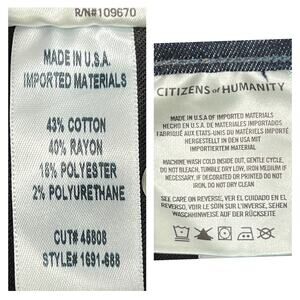 R/N#109670
MADE IN U.S.A.
IMPORTED MATERIALS
43% COTTON
40% RAYON
15% POLYESTER
2% POLYURETHANE
CUT# 45808
STYLE# 1691-688
CITIZENS of HUMANITY
MADE IN U.S.A OF IMPORTED MATERIALS
HECHO EN U.S.A. DE MATERIALES IMPORTADOS
FABRIQUÉ AUX ETATS-UNIS DU MATÉRIELS IMPORTÉ
HERGESTELLT IN DEN USA MIT
IMPORTIERTEM MATERIAL
MACHINE WASH COLD INSIDE OUT, GENTLE CYCLE,
DO NOT BLEACH, TUMBLE DRY LOW, IRON MEDIUM IF
NECESSARY. IF DECORATED OR PRINTED DO NOT
IRON, DO NOT DRY CLEAN
SEE CARE ON REVERSE, VER EL CUIDADO EN EL
REVERSO, VOIR LE SOIN SUR L'INVERSE, SEHEN
WASCHHINWEISE AUF DER RÜCKSEITE